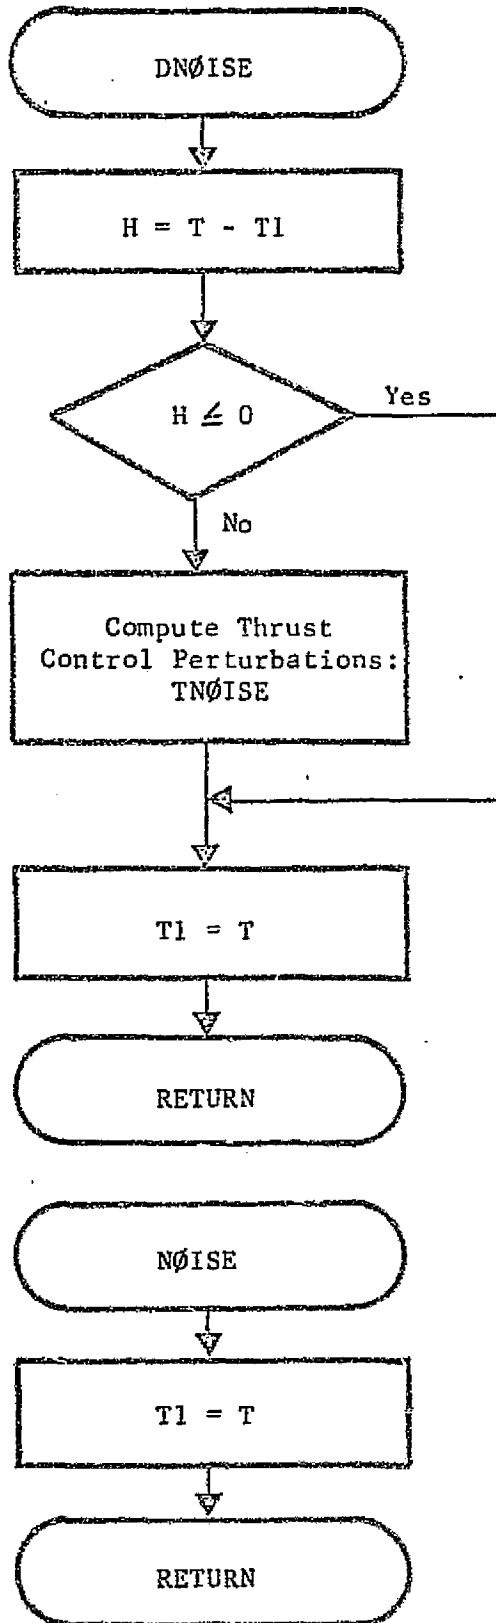 DNØISE
H = T - T1
H ≤ 0
Yes
No
Compute Thrust
Control Perturbations:
TNØISE
T1 = T
RETURN
NØISE
T1 = T
RETURN